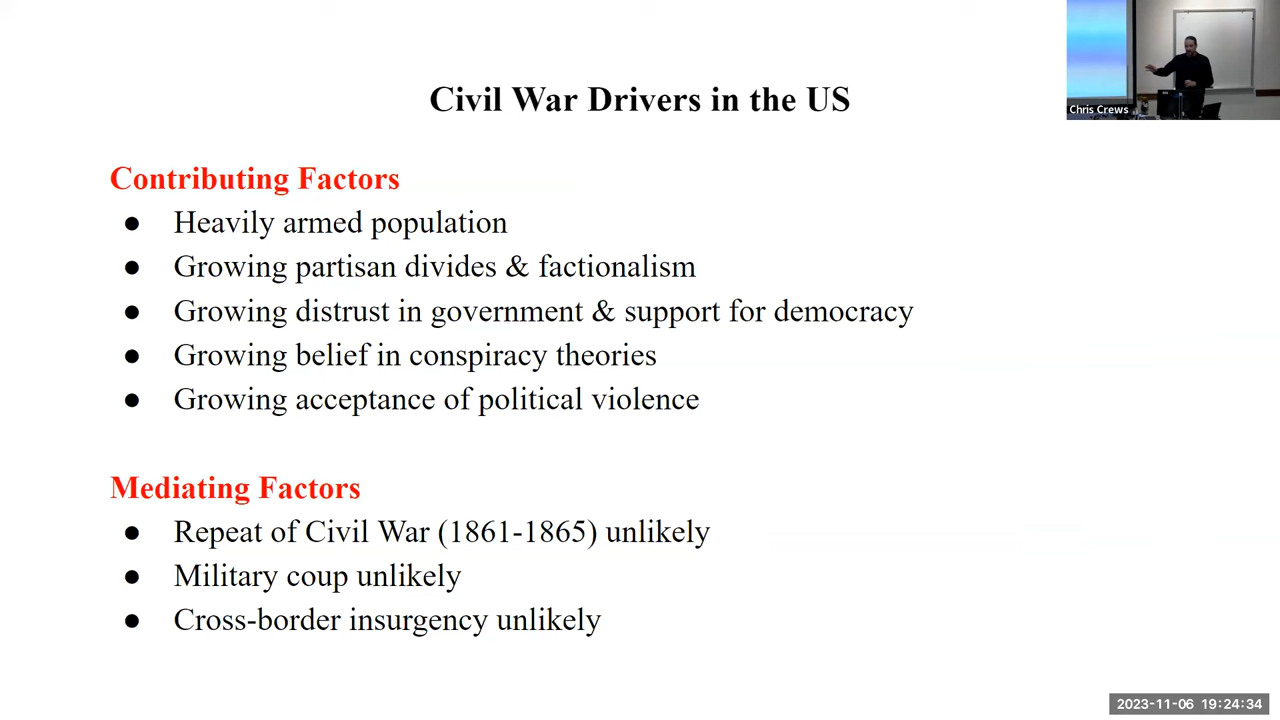 Chris Crews
Civil War Drivers in the US
Contributing Factors
● Heavily armed population
● Growing partisan divides & factionalism
● Growing distrust in government & support for democracy
● Growing belief in conspiracy theories
● Growing acceptance of political violence
Mediating Factors
● Repeat of Civil War (1861-1865) unlikely
● Military coup unlikely
● Cross-border insurgency unlikely
2023-11-06 19:24:34